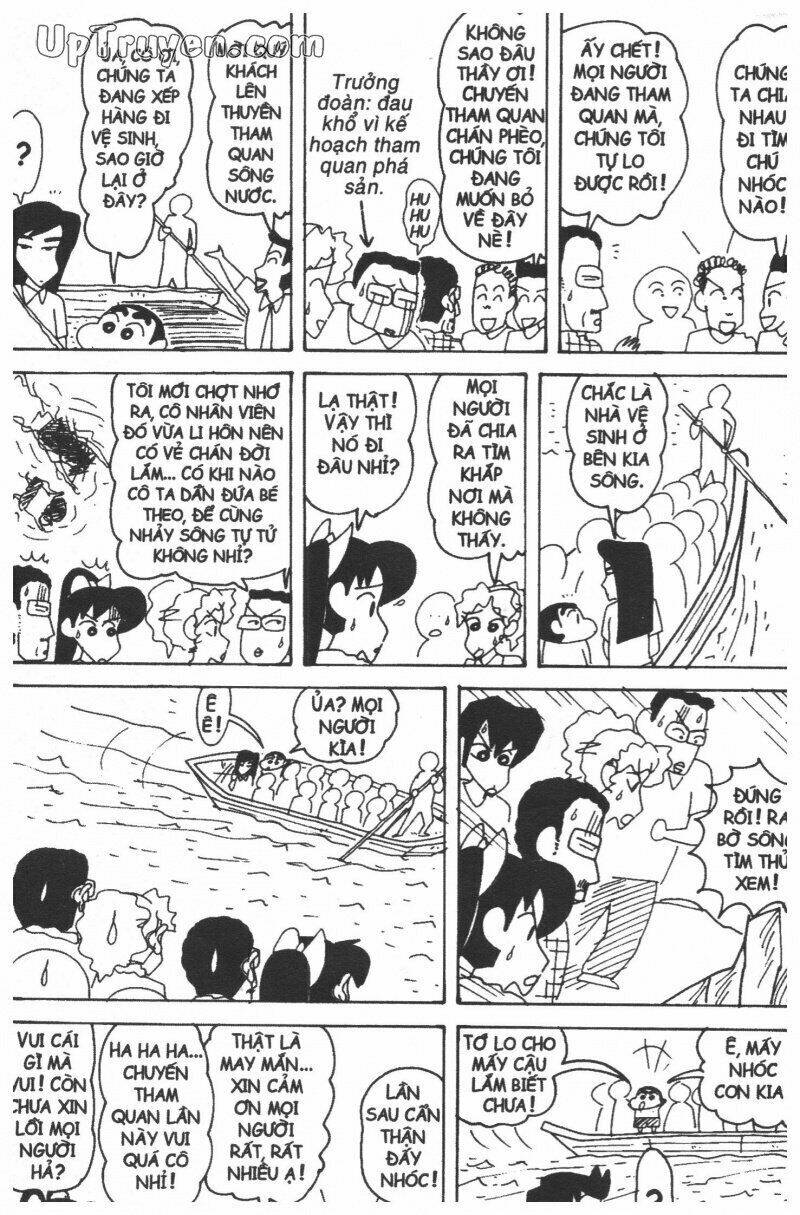 UpTruyen.com
CHÚNG
TA CHIA
NHAU
ĐI TÌM
CHÚ
NHÓC
NÀO!
ẤY CHẾT!
MỌI NGƯỜI
ĐANG THAM
QUAN MÀ,
CHÚNG TÔI
TỰ LO
ĐƯỢC RỒI!
KHÔNG
SAO ĐÂU
THẦY ƠI!
CHUYẾN
THAM QUAN
CHÁN PHÈO,
CHÚNG TÔI
ĐANG
MUỐN BỎ
VỀ ĐÂY
NÈ!
HU
HU
HU
Trưởng
đoàn: đau
khổ vì kế
hoạch tham
quan phá
sản.
KHÁCH
LÊN
THUYỀN
THAM
QUAN
SÔNG
NƯỚC.
ỦA, CÔ ƠI,
CHÚNG TA
ĐANG XẾP
HÀNG ĐI
VỆ SINH,
SAO GIỜ
LẠI Ở
ĐÂY?
?
CHẮC LÀ
NHÀ VỆ
SINH Ở
BÊN KIA
SÔNG.
MỌI
NGƯỜI
ĐÃ CHIA
RA TÌM
KHẮP
NƠI MÀ
KHÔNG
THẤY.
LẠ THẬT!
VẬY THÌ
NÓ ĐI
ĐÂU NHỈ?
TÔI MỚI CHỢT NHỚ
RA, CÔ NHÂN VIÊN
ĐÓ VỪA LI HÔN NÊN
CÓ VẺ CHÁN ĐỜI
LẮM... CÓ KHI NÀO
CÔ TA DẪN ĐỨA BÉ
THEO, ĐỂ CÙNG
NHẢY SÔNG TỰ TỬ
KHÔNG NHỈ?
ĐÚNG
RỒI! RA
BỜ SÔNG
TÌM THỬ
XEM!
ỦA? MỌI
NGƯỜI
KÌA!
Ê
Ê!
Ê, MẤY
NHÓC
CON KIA
TỚ LO CHO
MẤY CẬU
LẮM BIẾT
CHƯA!
?
LẦN
SAU CẨN
THẬN
ĐẤY
NHÓC!
THẬT LÀ
MAY MẮN...
XIN CẢM
ƠN MỌI
NGƯỜI
RẤT, RẤT
NHIỀU Ạ!
HA HA HA...
CHUYẾN
THAM
QUAN LẦN
NÀY VUI
QUÁ CÔ
NHỈ!
VUI CÁI
GÌ MÀ
VUI! CÒN
CHƯA XIN
LỖI MỌI
NGƯỜI
HẢ?